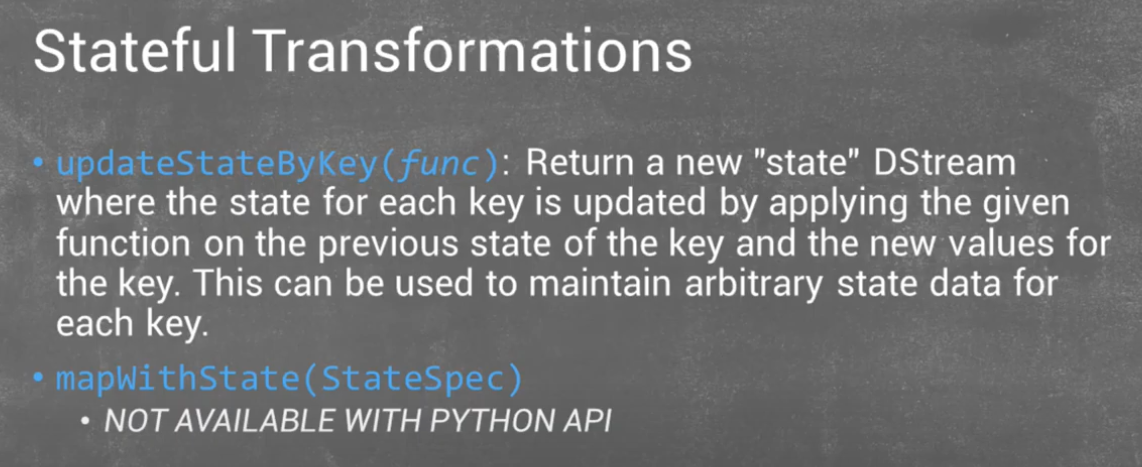 Stateful Transformations
• updateStateByKey(func): Return a new "state" DStream
where the state for each key is updated by applying the given
function on the previous state of the key and the new values for
the key. This can be used to maintain arbitrary state data for
each key.
• mapWithState(StateSpec)
• NOT AVAILABLE WITH PYTHON API